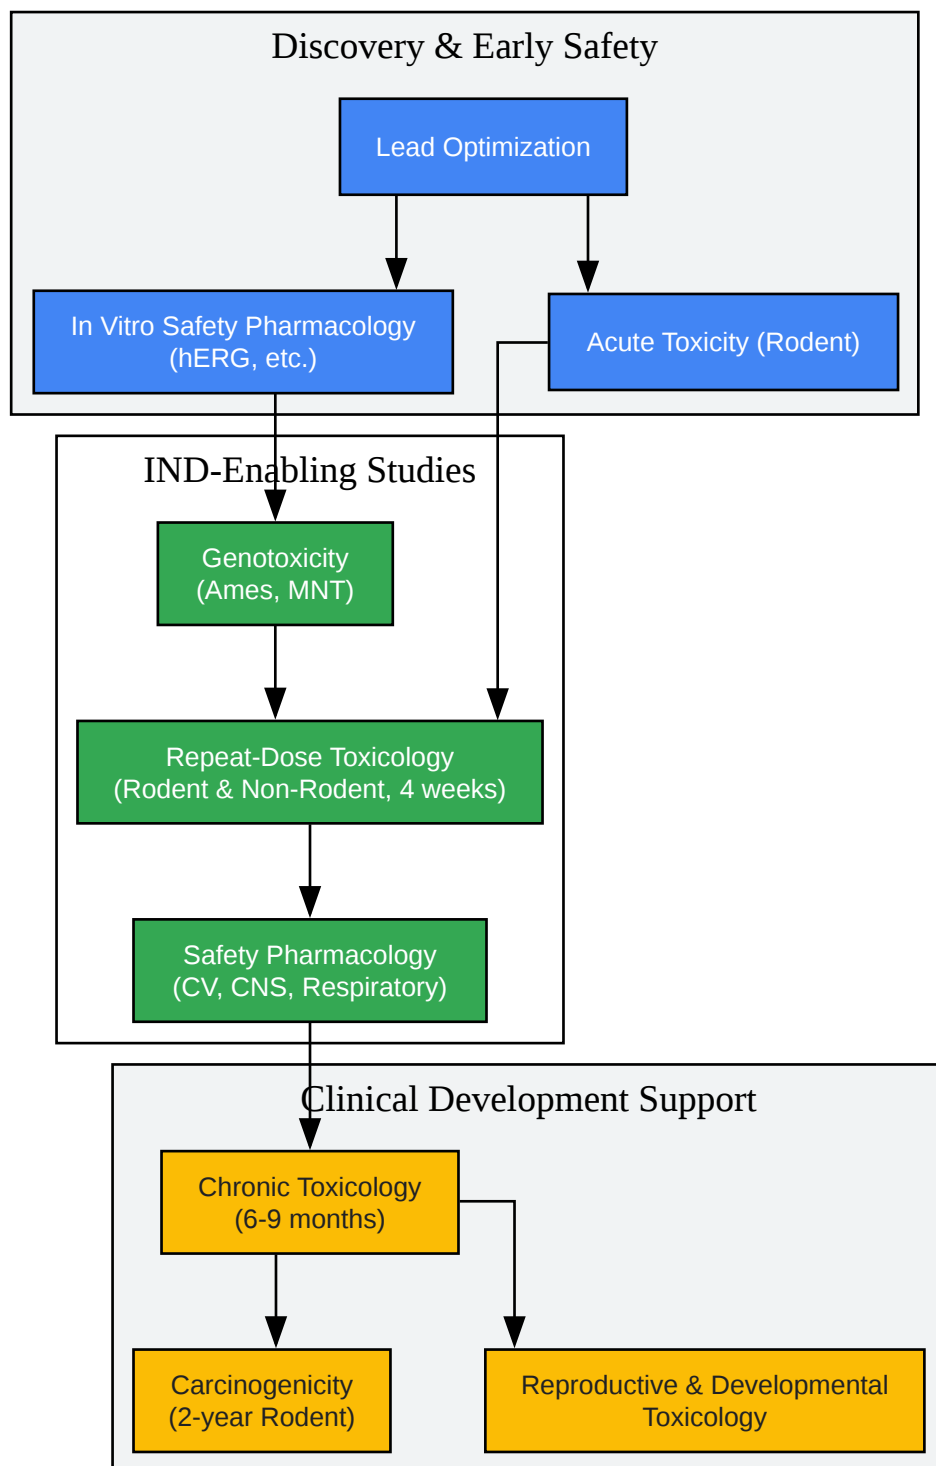 Discovery & Early Safety
Lead Optimization
In Vitro Safety Pharmacology
(hERG, etc.)
Acute Toxicity (Rodent)
IND-Enabling Studies
Genotoxicity
(Ames, MNT)
Repeat-Dose Toxicology
(Rodent & Non-Rodent, 4 weeks)
Safety Pharmacology
(CV, CNS, Respiratory)
Clinical Development Support
Chronic Toxicology
(6-9 months)
Carcinogenicity
(2-year Rodent)
Reproductive & Developmental
Toxicology